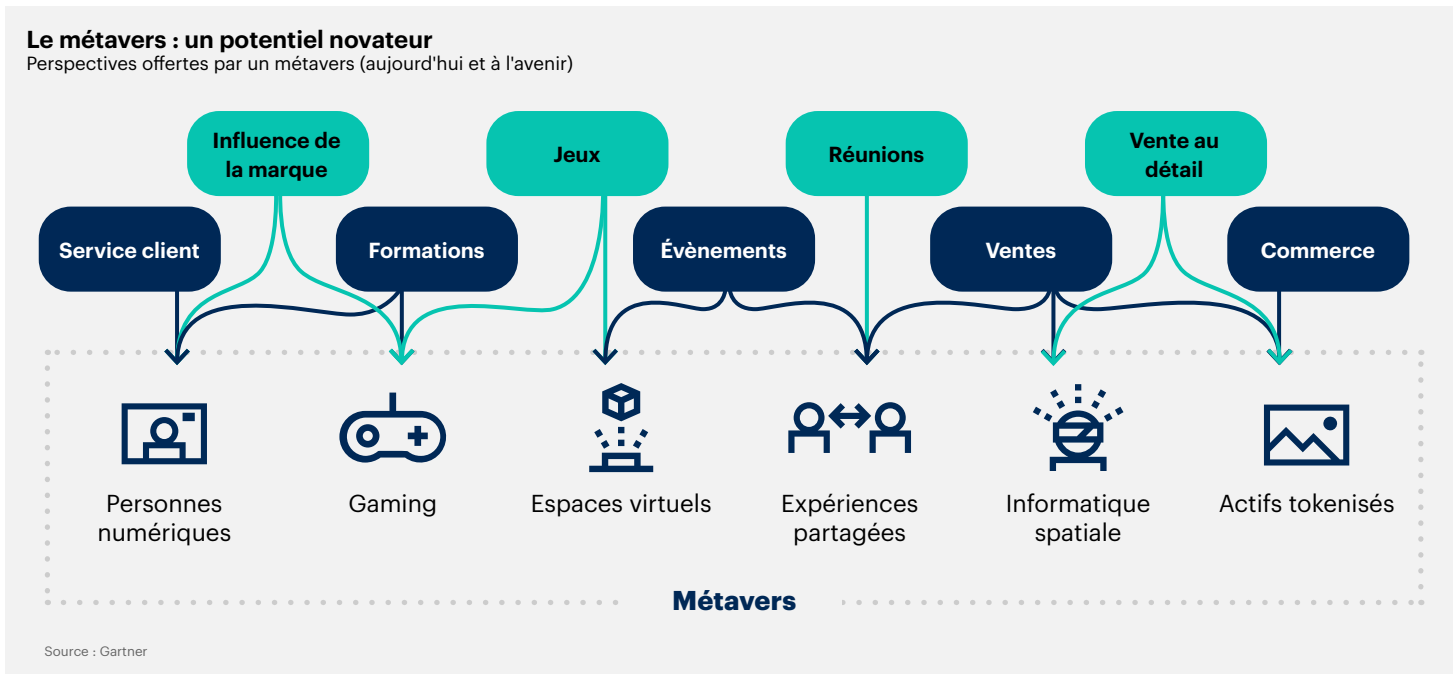 Le métavers : un potentiel novateur
Perspectives offertes par un métavers (aujourd'hui et à l'avenir)
Influence de
la marque
Jeux
Réunions
Vente au
détail
Service client
Formations
Évènements
Ventes
Commerce
Personnes
numériques
Gaming
Espaces virtuels
Expériences
partagées
Informatique
spatiale
Actifs tokenisés
Métavers
Source : Gartner